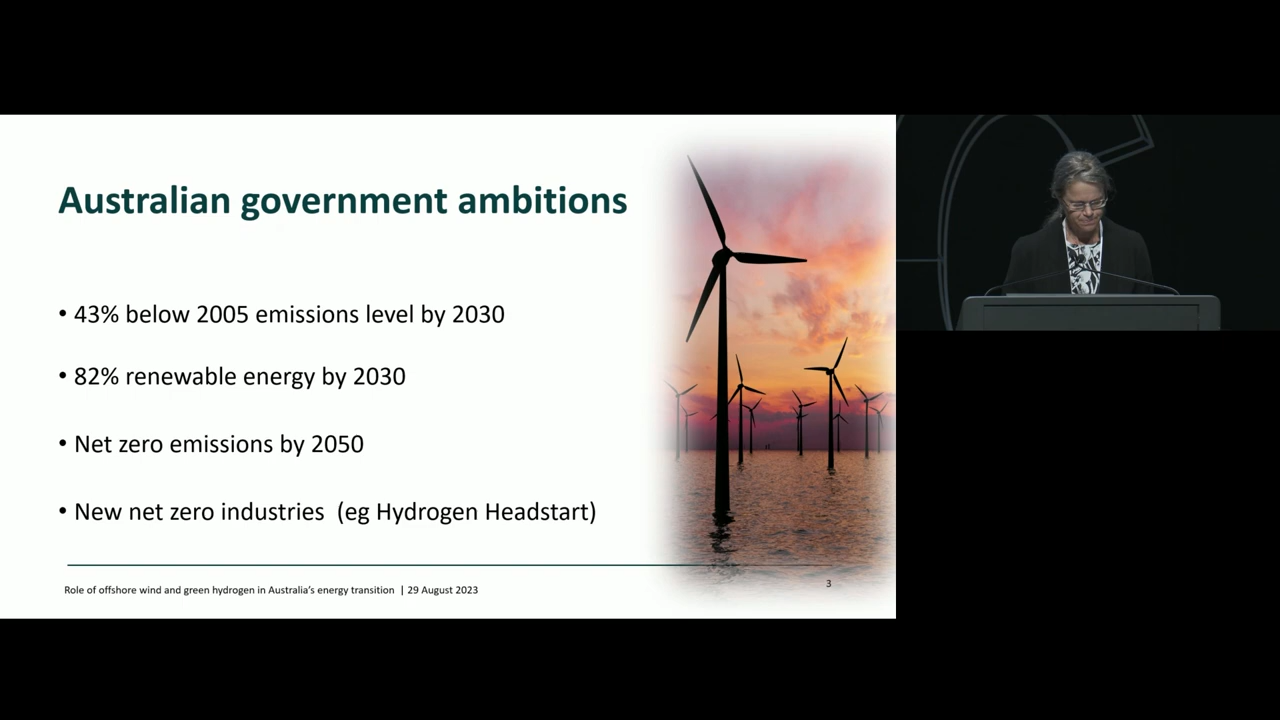 Australian government ambitions
• 43% below 2005 emissions level by 2030
• 82% renewable energy by 2030
• Net zero emissions by 2050
• New net zero industries (eg Hydrogen Headstart)
Role of offshore wind and green hydrogen in Australia's energy transition | 29 August 2023
3